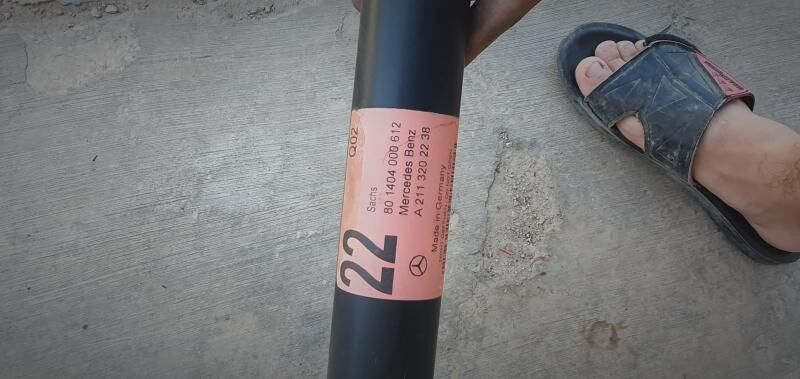 Q02
Sachs
80 1404 000 612
Mercedes Benz
A 211 320 22 38
22
Made in Germany